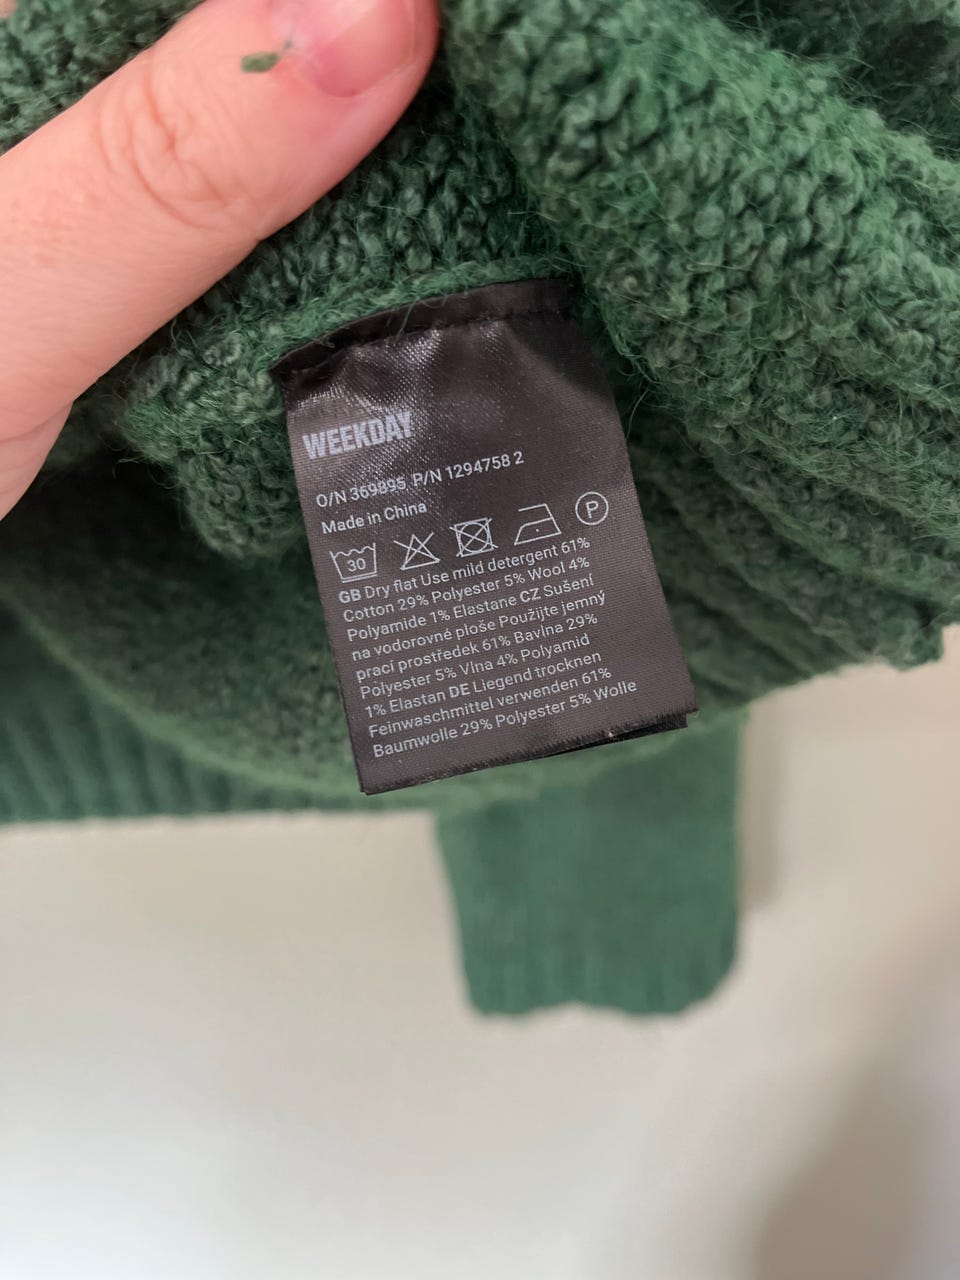 WEEKDAY
O/N 369895 P/N 1294758 2
Made in China
30 P
GB Dry flat Use mild detergent 61%
Cotton 29% Polyester 5% Wool 4%
Polyamide 1% Elastane CZ Sušení
na vodorovné ploše Použijte jemný
prací prostředek 61% Bavlna 29%
Polyester 5% Vlna 4% Polyamid
1% Elastan DE Liegend trocknen
Feinwaschmittel verwenden 61%
Baumwolle 29% Polyester 5% Wolle